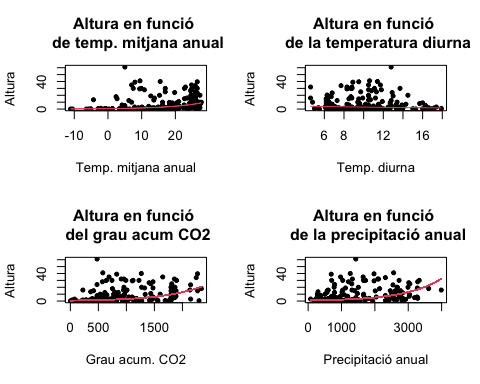 Altura en funció
de temp. mitjana anual
Altura
0 40
-10 0 10 20
Temp. mitjana anual
Altura en funció
de la temperatura diurna
Altura
0 40
6 8 12 16
Temp. diurna
Altura en funció
del grau acum CO2
Altura
0 40
0 500 1500
Grau acum. CO2
Altura en funció
de la precipitació anual
Altura
0 40
0 1000 3000
Precipitació anual